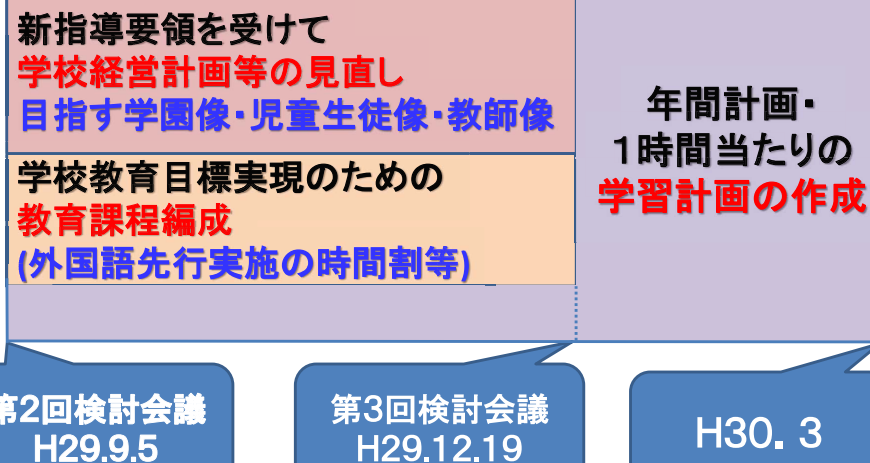 新指導要領を受けて
学校経営計画等の見直し
目指す学園像・児童生徒像・教師像
学校教育目標実現のための
教育課程編成
(外国語先行実施の時間割等)
年間計画・
1時間当たりの
学習計画の作成
第2回検討会議
H29.9.5
第3回検討会議
H29.12.19
H30.3